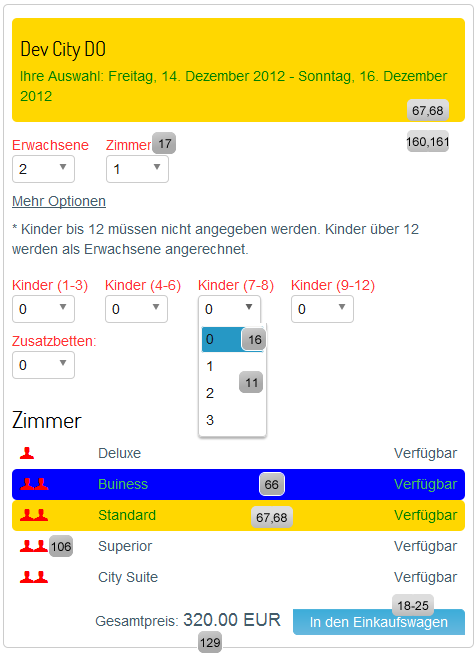 Dev City DO
Ihre Auswahl: Freitag, 14. Dezember 2012 - Sonntag, 16. Dezember
2012
67,68
Erwachsene Zimmer 17 160,161
2 1
Mehr Optionen
* Kinder bis 12 müssen nicht angegeben werden. Kinder über 12
werden als Erwachsene angerechnet.
Kinder (1-3) Kinder (4-6) Kinder (7-8) Kinder (9-12)
0 0 0 0
Zusatzbetten: 0 16
0 1
11
2
3
Zimmer
Deluxe Verfügbar
Buiness 66 Verfügbar
Standard 67,68 Verfügbar
106 Superior Verfügbar
City Suite Verfügbar
18-25
Gesamtpreis: 320.00 EUR In den Einkaufswagen
129